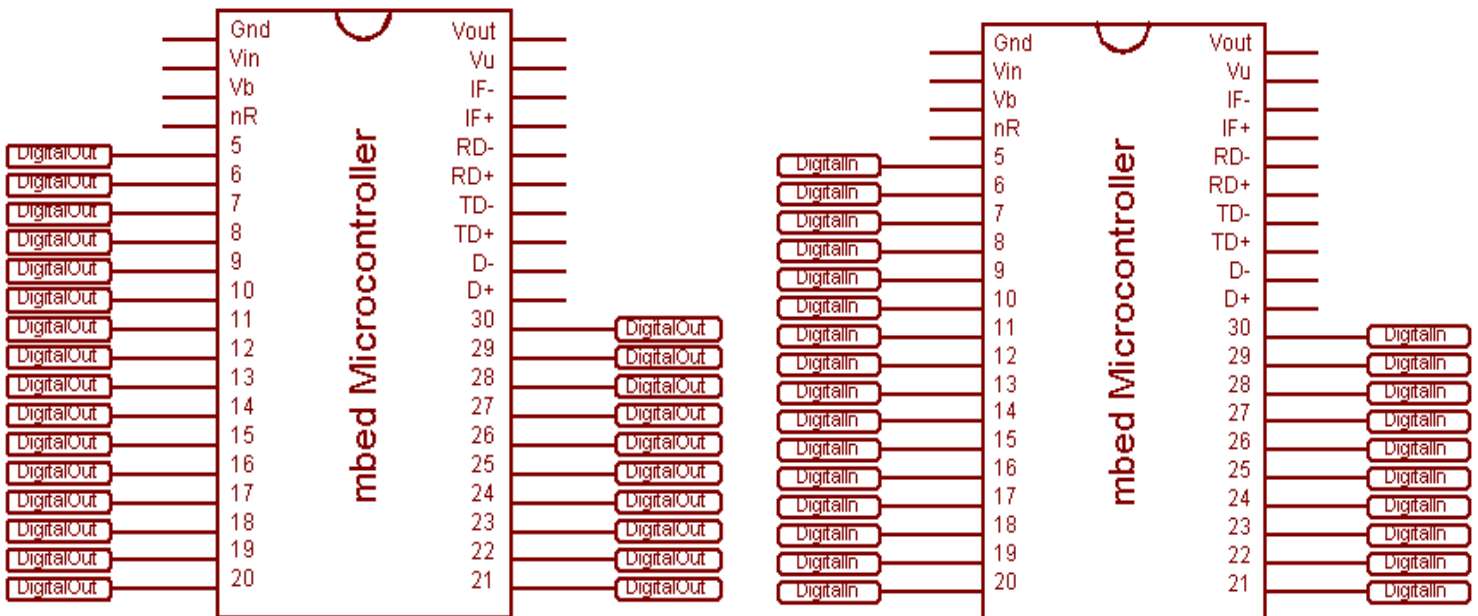 Gnd Vout
Vin Vu
Vb IF-
nR IF+
DigitalOut 5 RD-
DigitalOut 6 RD+
DigitalOut 7 TD-
DigitalOut 8 TD+
DigitalOut 9 D-
DigitalOut 10 D+
DigitalOut 11 30 DigitalOut
DigitalOut 12 29 DigitalOut
DigitalOut 13 28 DigitalOut
DigitalOut 14 27 DigitalOut
DigitalOut 15 26 DigitalOut
DigitalOut 16 25 DigitalOut
DigitalOut 17 24 DigitalOut
DigitalOut 18 23 DigitalOut
DigitalOut 19 22 DigitalOut
DigitalOut 20 21 DigitalOut
mbed Microcontroller
Gnd Vout
Vin Vu
Vb IF-
nR IF+
DigitalIn 5 RD-
DigitalIn 6 RD+
DigitalIn 7 TD-
DigitalIn 8 TD+
DigitalIn 9 D-
DigitalIn 10 D+
DigitalIn 11 30 DigitalIn
DigitalIn 12 29 DigitalIn
DigitalIn 13 28 DigitalIn
DigitalIn 14 27 DigitalIn
DigitalIn 15 26 DigitalIn
DigitalIn 16 25 DigitalIn
DigitalIn 17 24 DigitalIn
DigitalIn 18 23 DigitalIn
DigitalIn 19 22 DigitalIn
DigitalIn 20 21 DigitalIn
mbed Microcontroller